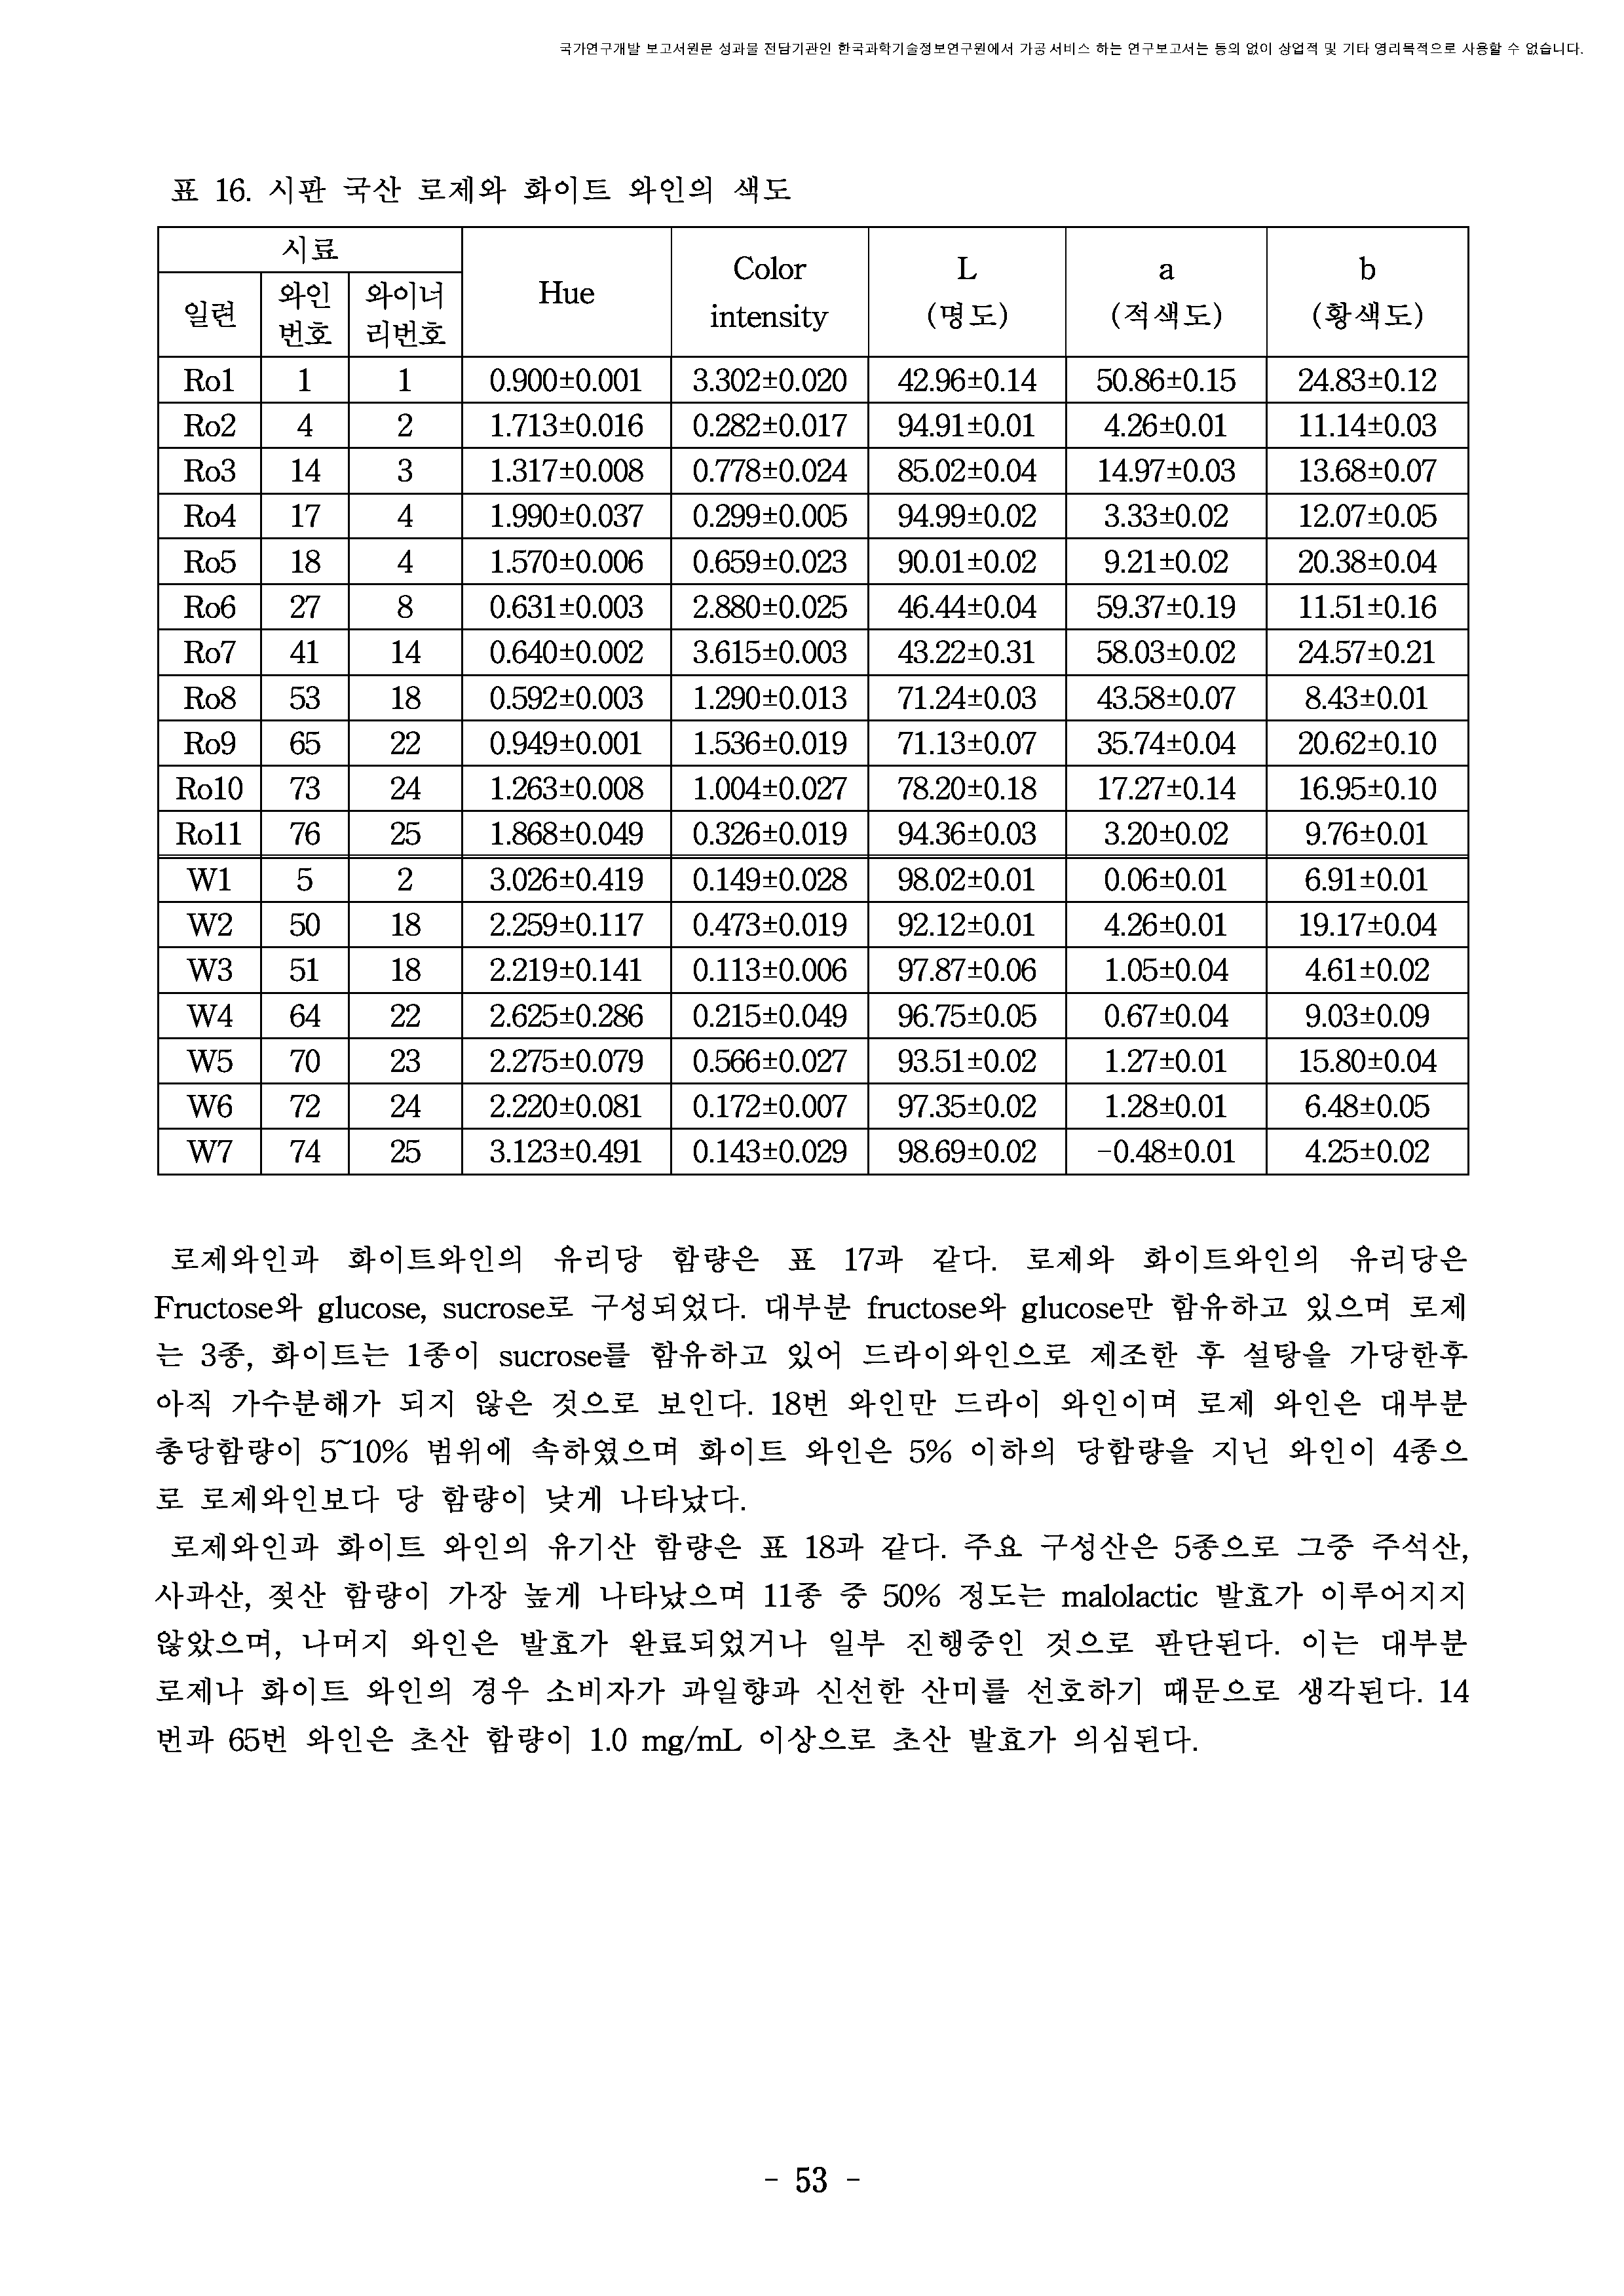 국가연구개발 보고서원문 성과물 전담기관인 한국과학기술정보연구원에서 가공·서비스 하는 연구보고서는 동의 없이 상업적 및 기타 영리목적으로 사용할 수 없습니다.
표 16. 시판 국산 로제와 화이트 와인의 색도
시료 Hue Color intensity L (명도) a (적색도) b (황색도)
일련 와인번호 와이너리번호
Ro1 1 1 0.900±0.001 3.302±0.020 42.96±0.14 50.86±0.15 24.83±0.12
Ro2 4 2 1.713±0.016 0.282±0.017 94.91±0.01 4.26±0.01 11.14±0.03
Ro3 14 3 1.317±0.008 0.778±0.024 85.02±0.04 14.97±0.03 13.68±0.07
Ro4 17 4 1.990±0.037 0.299±0.005 94.99±0.02 3.33±0.02 12.07±0.05
Ro5 18 4 1.570±0.006 0.659±0.023 90.01±0.02 9.21±0.02 20.38±0.04
Ro6 27 8 0.631±0.003 2.880±0.025 46.44±0.04 59.37±0.19 11.51±0.16
Ro7 41 14 0.640±0.002 3.615±0.003 43.22±0.31 58.03±0.02 24.57±0.21
Ro8 53 18 0.592±0.003 1.290±0.013 71.24±0.03 43.58±0.07 8.43±0.01
Ro9 65 22 0.949±0.001 1.536±0.019 71.13±0.07 35.74±0.04 20.62±0.10
Ro10 73 24 1.263±0.008 1.004±0.027 78.20±0.18 17.27±0.14 16.95±0.10
Ro11 76 25 1.868±0.049 0.326±0.019 94.36±0.03 3.20±0.02 9.76±0.01
W1 5 2 3.026±0.419 0.149±0.028 98.02±0.01 0.06±0.01 6.91±0.01
W2 50 18 2.259±0.117 0.473±0.019 92.12±0.01 4.26±0.01 19.17±0.04
W3 51 18 2.219±0.141 0.113±0.006 97.87±0.06 1.05±0.04 4.61±0.02
W4 64 22 2.625±0.286 0.215±0.049 96.75±0.05 0.67±0.04 9.03±0.09
W5 70 23 2.275±0.079 0.566±0.027 93.51±0.02 1.27±0.01 15.80±0.04
W6 72 24 2.220±0.081 0.172±0.007 97.35±0.02 1.28±0.01 6.48±0.05
W7 74 25 3.123±0.491 0.143±0.029 98.69±0.02 -0.48±0.01 4.25±0.02
로제와인과 화이트와인의 유리당 함량은 표 17과 같다. 로제와 화이트와인의 유리당은
Fructose와 glucose, sucrose로 구성되었다. 대부분 fructose와 glucose만 함유하고 있으며 로제
는 3종, 화이트는 1종이 sucrose를 함유하고 있어 드라이와인으로 제조한 후 설탕을 가당한후
아직 가수분해가 되지 않은 것으로 보인다. 18번 와인만 드라이 와인이며 로제 와인은 대부분
총당함량이 5~10% 범위에 속하였으며 화이트 와인은 5% 이하의 당함량을 지닌 와인이 4종으
로 로제와인보다 당 함량이 낮게 나타났다.
로제와인과 화이트 와인의 유기산 함량은 표 18과 같다. 주요 구성산은 5종으로 그중 주석산,
사과산, 젖산 함량이 가장 높게 나타났으며 11종 중 50% 정도는 malolactic 발효가 이루어지지
않았으며, 나머지 와인은 발효가 완료되었거나 일부 진행중인 것으로 판단된다. 이는 대부분
로제나 화이트 와인의 경우 소비자가 과일향과 신선한 산미를 선호하기 때문으로 생각된다. 14
번과 65번 와인은 초산 함량이 1.0 mg/mL 이상으로 초산 발효가 의심된다.
- 53 -